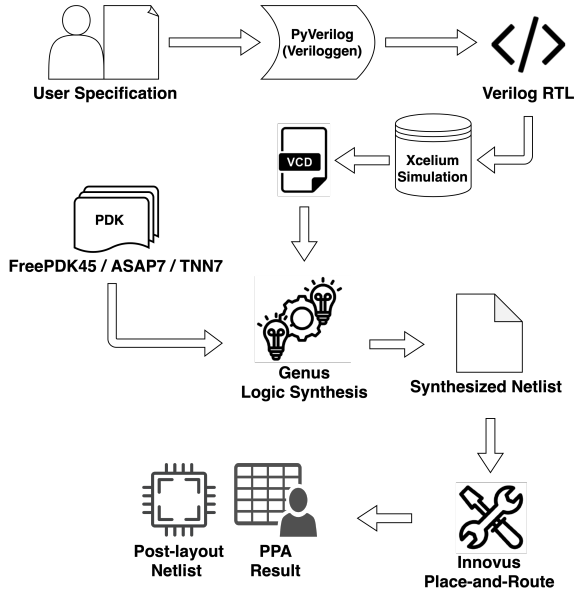 PyVerilog
(Veriloggen)
User Specification
Verilog RTL
VCD
Xcelium
Simulation
PDK
FreePDK45 / ASAP7 / TNN7
Genus
Logic Synthesis
Synthesized Netlist
Post-layout
Netlist
PPA
Result
Innovus
Place-and-Route